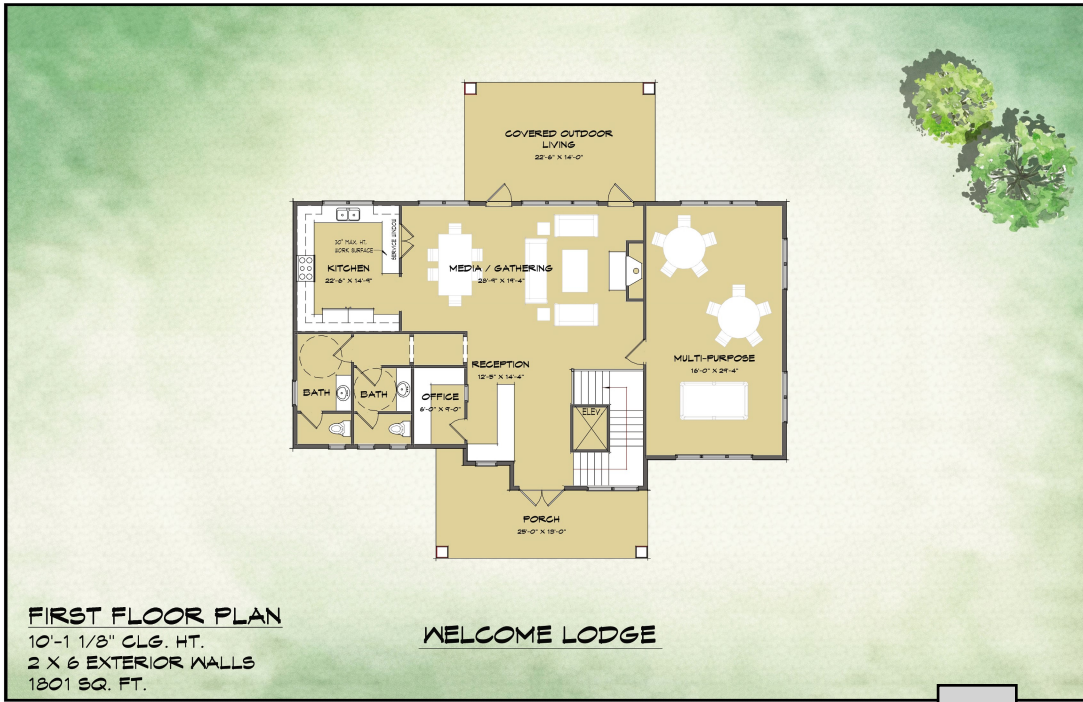 COVERED OUTDOOR
LIVING
22'-6" X 14'-0"
SERVICE WINDOW
30" MAX. HT.
WORK SURFACE
KITCHEN
22'-6" X 14'-9"
MEDIA / GATHERING
28'-9" X 19'-4"
MULTI-PURPOSE
16'-0" X 29'-4"
RECEPTION
12'-5" X 14'-4"
BATH
BATH
OFFICE
6'-0" X 9'-0"
ELEV
PORCH
25'-0" X 13'-0"
FIRST FLOOR PLAN
10'-1 1/8" CLG. HT.
2 X 6 EXTERIOR WALLS
1801 SQ. FT.
WELCOME LODGE